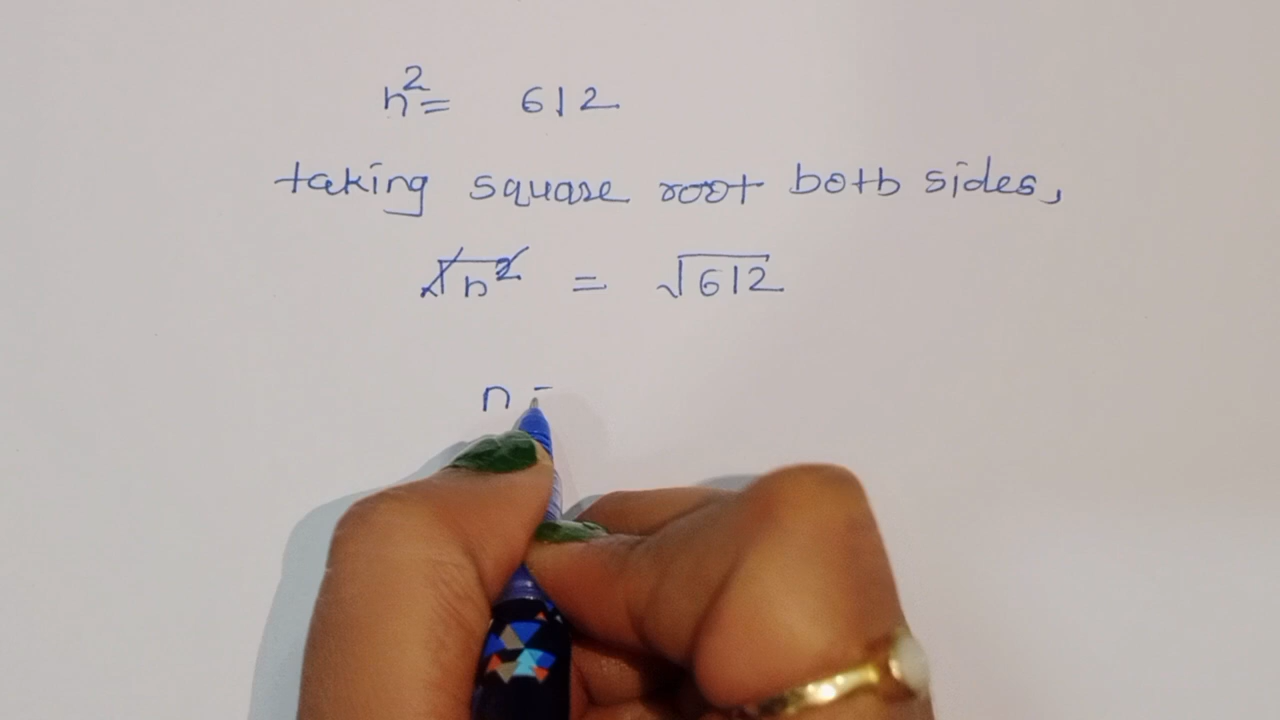 n² = 612
taking square root both sides,
√n² = √612
n =